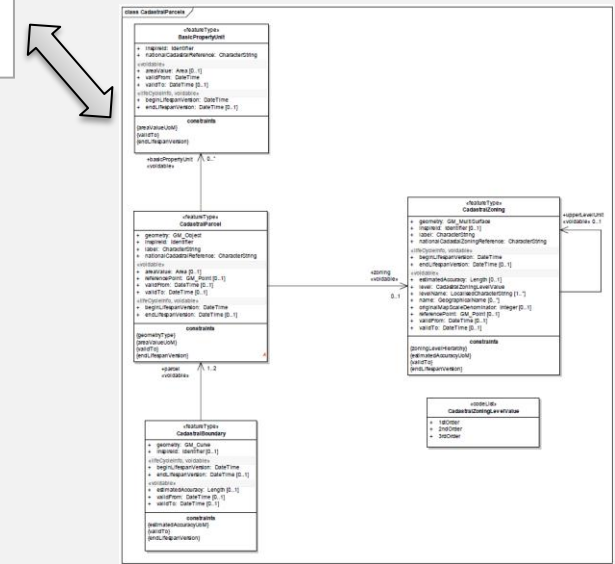 class CadastralParcels
«featureType»
BasicPropertyUnit
+ inspireId: Identifier
+ nationalCadastralReference: CharacterString
«voidable»
+ areaValue: Area [0..1]
+ validFrom: DateTime
+ validTo: DateTime [0..1]
«lifeCycleInfo, voidable»
+ beginLifespanVersion: DateTime
+ endLifespanVersion: DateTime [0..1]
constraints
{areaValueUoM}
{validTo}
{endLifespanVersion}
+basicPropertyUnit 0..*
«voidable»
«featureType»
CadastralParcel
+ geometry: GM_Object
+ inspireId: Identifier
+ label: CharacterString
+ nationalCadastralReference: CharacterString
«voidable»
+ areaValue: Area [0..1]
+ referencePoint: GM_Point [0..1]
+ validFrom: DateTime [0..1]
+ validTo: DateTime [0..1]
«lifeCycleInfo, voidable»
+ beginLifespanVersion: DateTime
+ endLifespanVersion: DateTime [0..1]
constraints
{geometryType}
{areaValueUoM}
{validTo}
{endLifespanVersion}
+parcel 1..2
«voidable»
«featureType»
CadastralBoundary
+ geometry: GM_Curve
+ inspireId: Identifier [0..1]
«lifeCycleInfo, voidable»
+ beginLifespanVersion: DateTime
+ endLifespanVersion: DateTime [0..1]
«voidable»
+ estimatedAccuracy: Length [0..1]
+ validFrom: DateTime [0..1]
+ validTo: DateTime [0..1]
constraints
{estimatedAccuracyUoM}
{validTo}
{endLifespanVersion}
+zoning
«voidable»
0..1
«featureType»
CadastralZoning
+ geometry: GM_MultiSurface
+ inspireId: Identifier [0..1]
+ label: CharacterString
+ nationalCadastalZoningReference: CharacterString
«lifeCycleInfo, voidable»
+ beginLifespanVersion: DateTime
+ endLifespanVersion: DateTime [0..1]
«voidable»
+ estimatedAccuracy: Length [0..1]
+ level: CadastralZoningLevelValue
+ levelName: LocalisedCharacterString [1..*]
+ name: GeographicalName [0..*]
+ originalMapScaleDenominator: Integer [0..1]
+ referencePoint: GM_Point [0..1]
+ validFrom: DateTime [0..1]
+ validTo: DateTime [0..1]
constraints
{zoningLevelHierarchy}
{estimatedAccuracyUoM}
{validTo}
{endLifespanVersion}
+upperLevelUnit
«voidable» 0..1
«codeList»
CadastralZoningLevelValue
+ 1stOrder
+ 2ndOrder
+ 3rdOrder